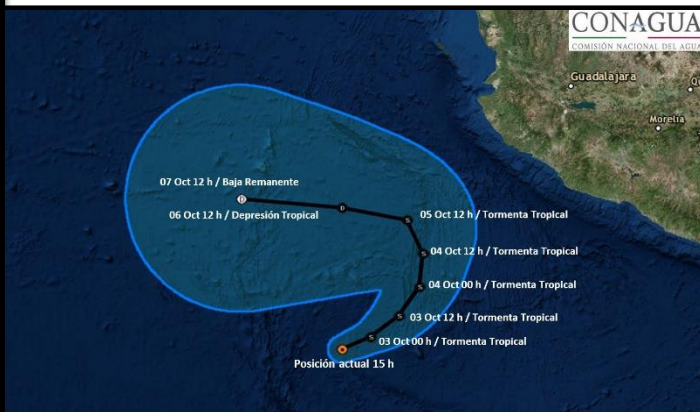 CONAGUA
COMISIÓN NACIONAL DEL AGUA
Guadalajara
Morelia
07 Oct 12 h / Baja Remanente
06 Oct 12 h / Depresión Tropical
D
D
S
05 Oct 12 h / Tormenta Tropical
S
04 Oct 12 h / Tormenta Tropical
S
04 Oct 00 h / Tormenta Tropical
S
03 Oct 12 h / Tormenta Tropical
S
03 Oct 00 h / Tormenta Tropical
Posición actual 15 h